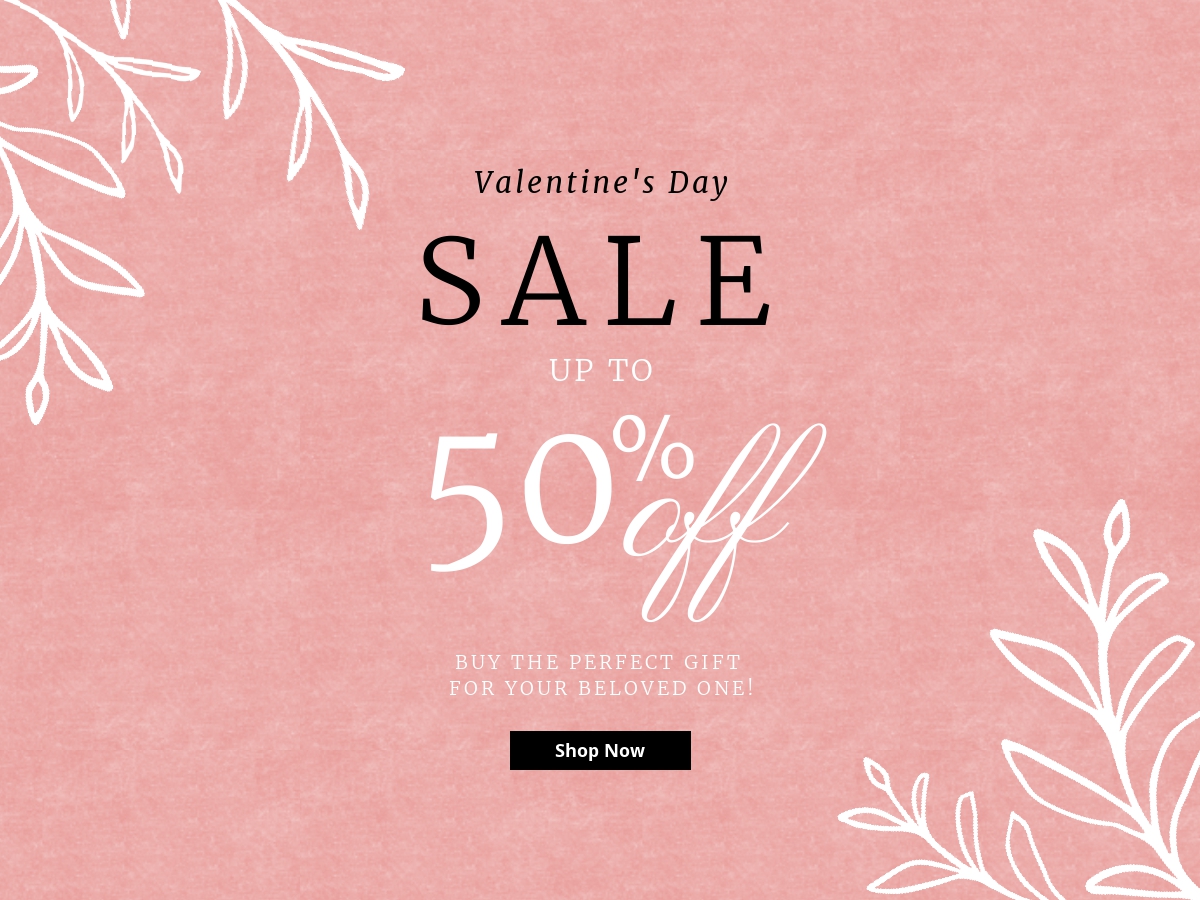 Valentine's Day
SALE
UP TO
50% off
BUY THE PERFECT GIFT
FOR YOUR BELOVED ONE!
Shop Now